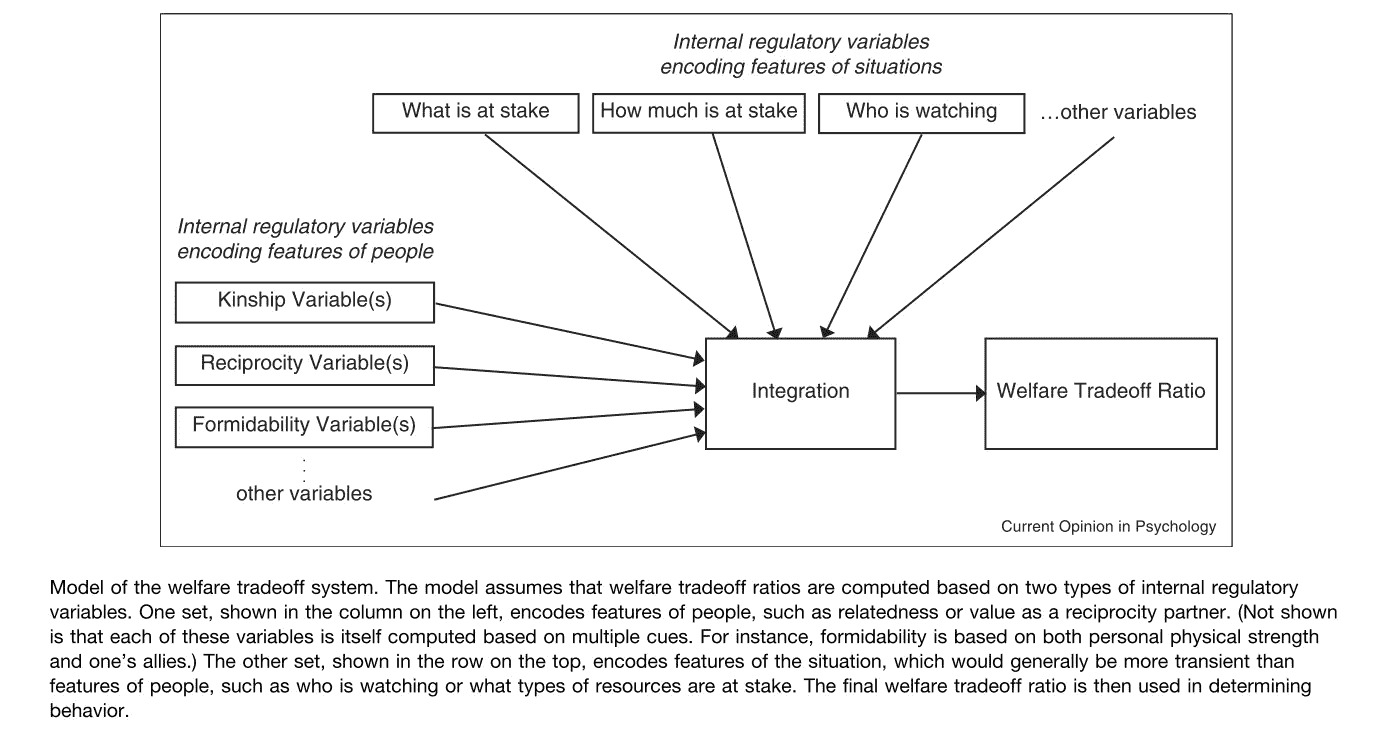 Internal regulatory variables
encoding features of situations
What is at stake
How much is at stake
Who is watching
...other variables
Internal regulatory variables
encoding features of people
Kinship Variable(s)
Reciprocity Variable(s)
Formidability Variable(s)
other variables
Integration
Welfare Tradeoff Ratio
Current Opinion in Psychology
Model of the welfare tradeoff system. The model assumes that welfare tradeoff ratios are computed based on two types of internal regulatory
variables. One set, shown in the column on the left, encodes features of people, such as relatedness or value as a reciprocity partner. (Not shown
is that each of these variables is itself computed based on multiple cues. For instance, formidability is based on both personal physical strength
and one's allies.) The other set, shown in the row on the top, encodes features of the situation, which would generally be more transient than
features of people, such as who is watching or what types of resources are at stake. The final welfare tradeoff ratio is then used in determining
behavior.